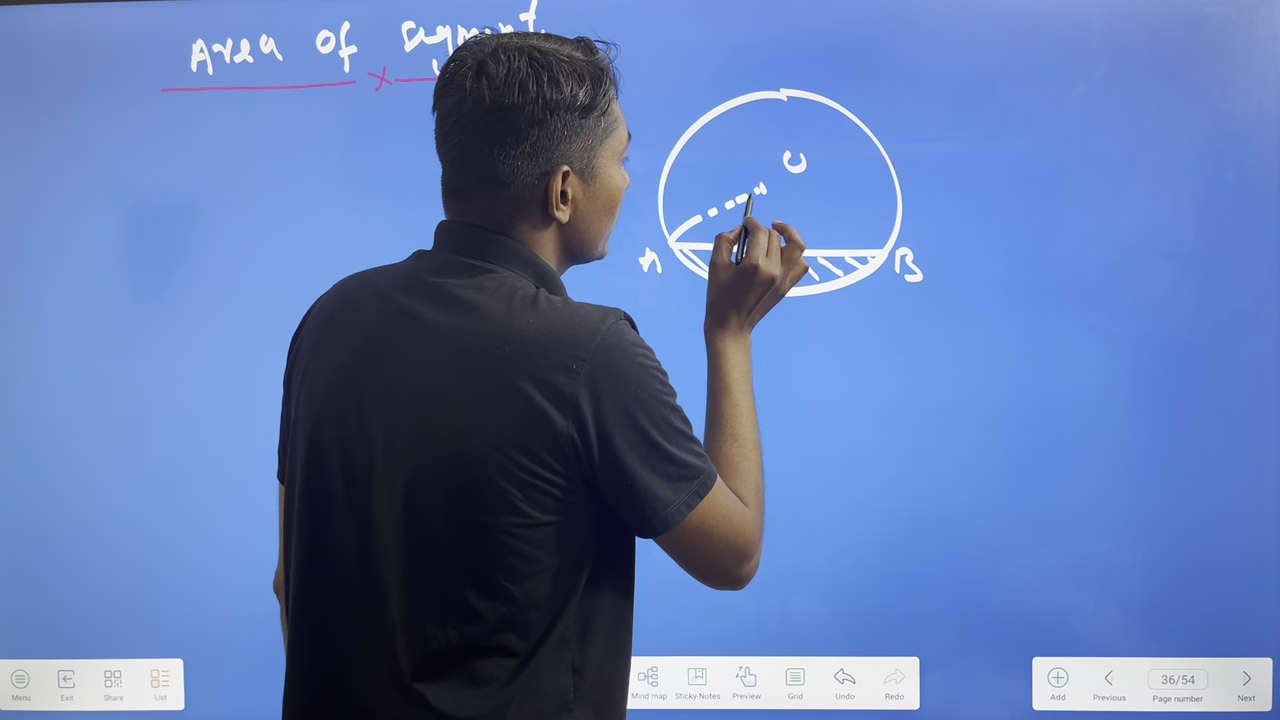 Area of segment
O
A
B
Menu Exit Share List
Mind map Sticky-Notes Preview Grid Undo Redo
Add Previous 36/54 Page number Next